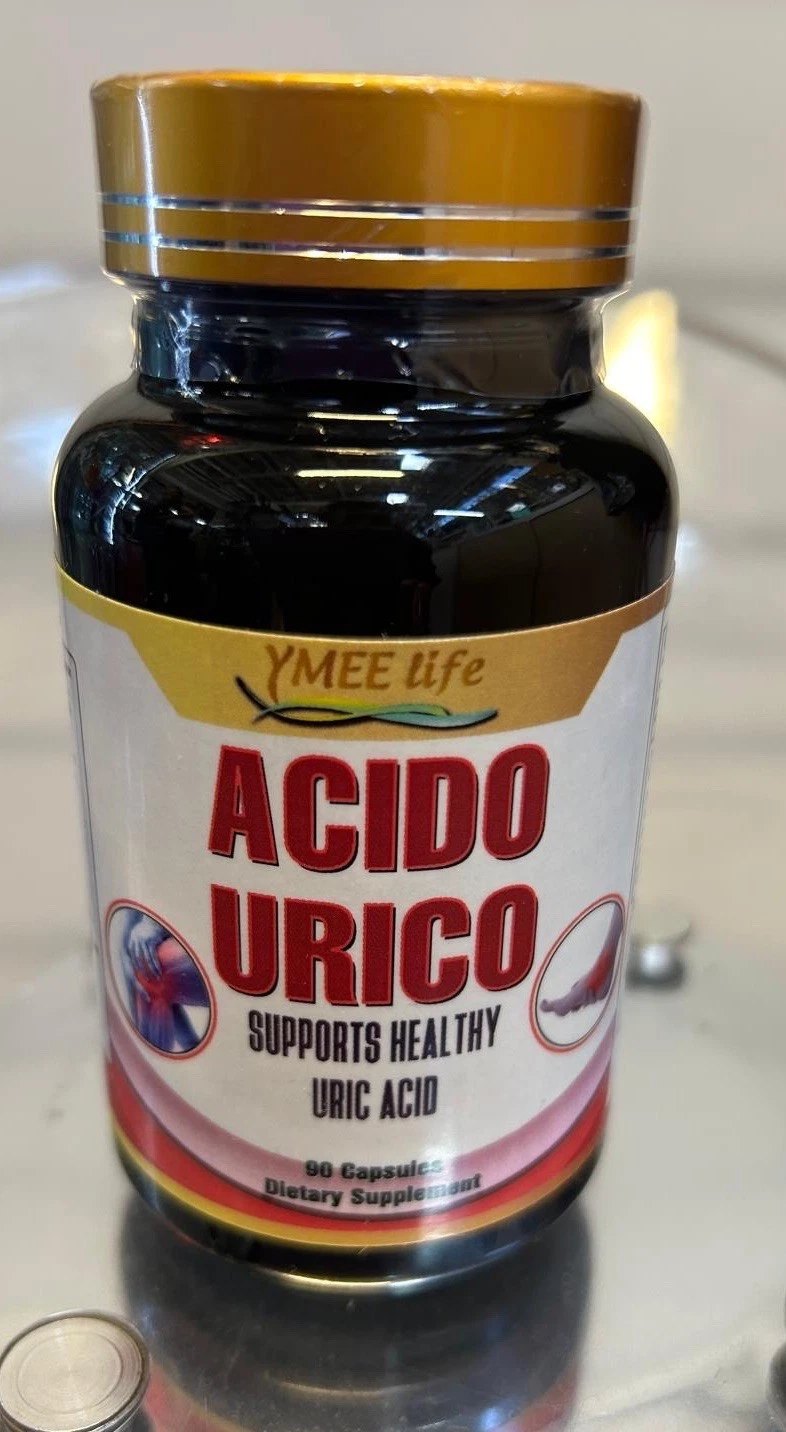 YMEE life
ACIDO
URICO
SUPPORTS HEALTHY
URIC ACID
90 Capsules
Dietary Supplement